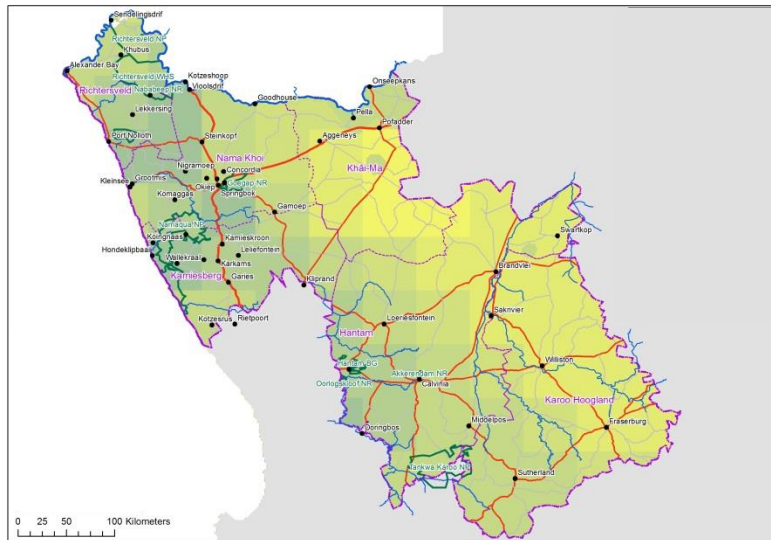 Sendelingsdrif
Richtersveld NP
Khubus
Alexander Bay
Richtersveld WHS
Kotzeshoop
Nababeep NR
Vioolsdrif
Richtersveld
Onseepkans
Goodhouse
Lekkersing
Pella
Pofadder
Port Nolloth
Steinkopf
Aggeneys
Nama Khoi
Nigramoep
Concordia
Khâi-Ma
Kleinsee
Grootmis
Okiep
Goegap NR
Springbok
Komaggas
Gamoep
Namaqua NP
Swartkop
Koingnaas
Kamieskroon
Hondeklipbaai
Wallekraal
Leliefontein
Karkams
Brandvlei
Kamiesberg
Garies
Kliprand
Kotzesrus
Rietpoort
Loeriesfontein
Saknvier
Hantam
Hantam BG
Akkerendam NR
Williston
Oorlogskloof NR
Calvinia
Karoo Hoogland
Doringbos
Middelpos
Fraserburg
Tankwa Karoo NP
Sutherland
0 25 50 100 Kilometers